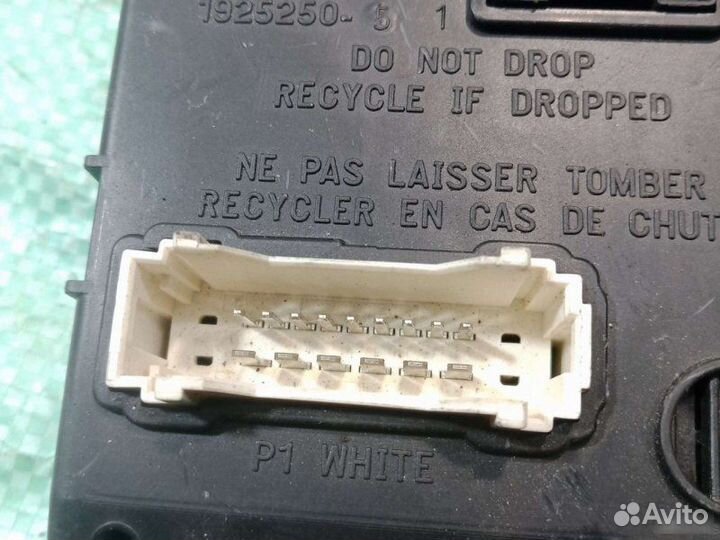 1925250- 5 1
DO NOT DROP
RECYCLE IF DROPPED
NE PAS LAISSER TOMBER
RECYCLER EN CAS DE CHUT
P1 WHITE
Avito